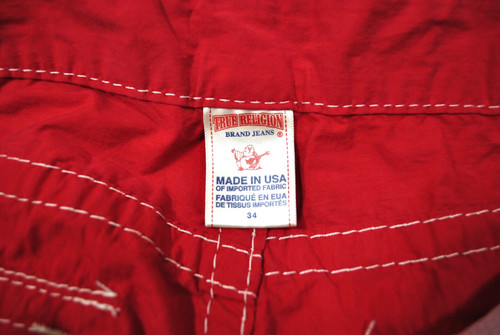 TRUE RELIGION
BRAND JEANS ®
MADE IN USA
OF IMPORTED FABRIC
FABRIQUÉ EN EUA
DE TISSUS IMPORTÉS
34